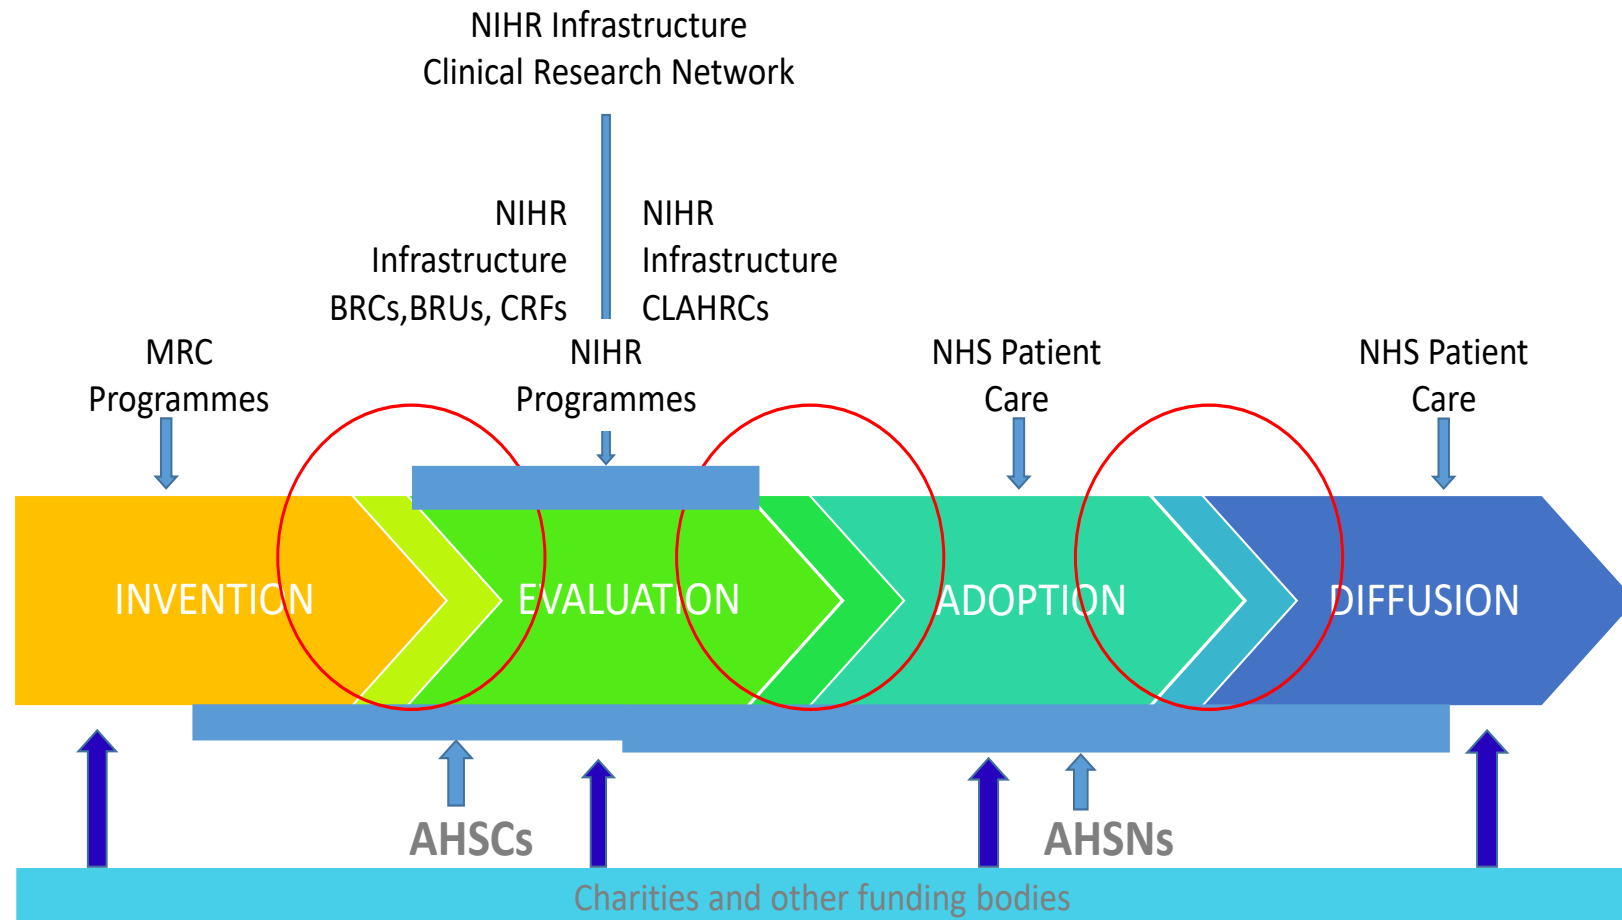 NIHR Infrastructure
Clinical Research Network
NIHR
Infrastructure
BRCs,BRUs, CRFs
NIHR
Infrastructure
CLAHRCs
MRC
Programmes
NIHR
Programmes
NHS Patient
Care
NHS Patient
Care
INVENTION
EVALUATION
ADOPTION
DIFFUSION
AHSCs
AHSNs
Charities and other funding bodies